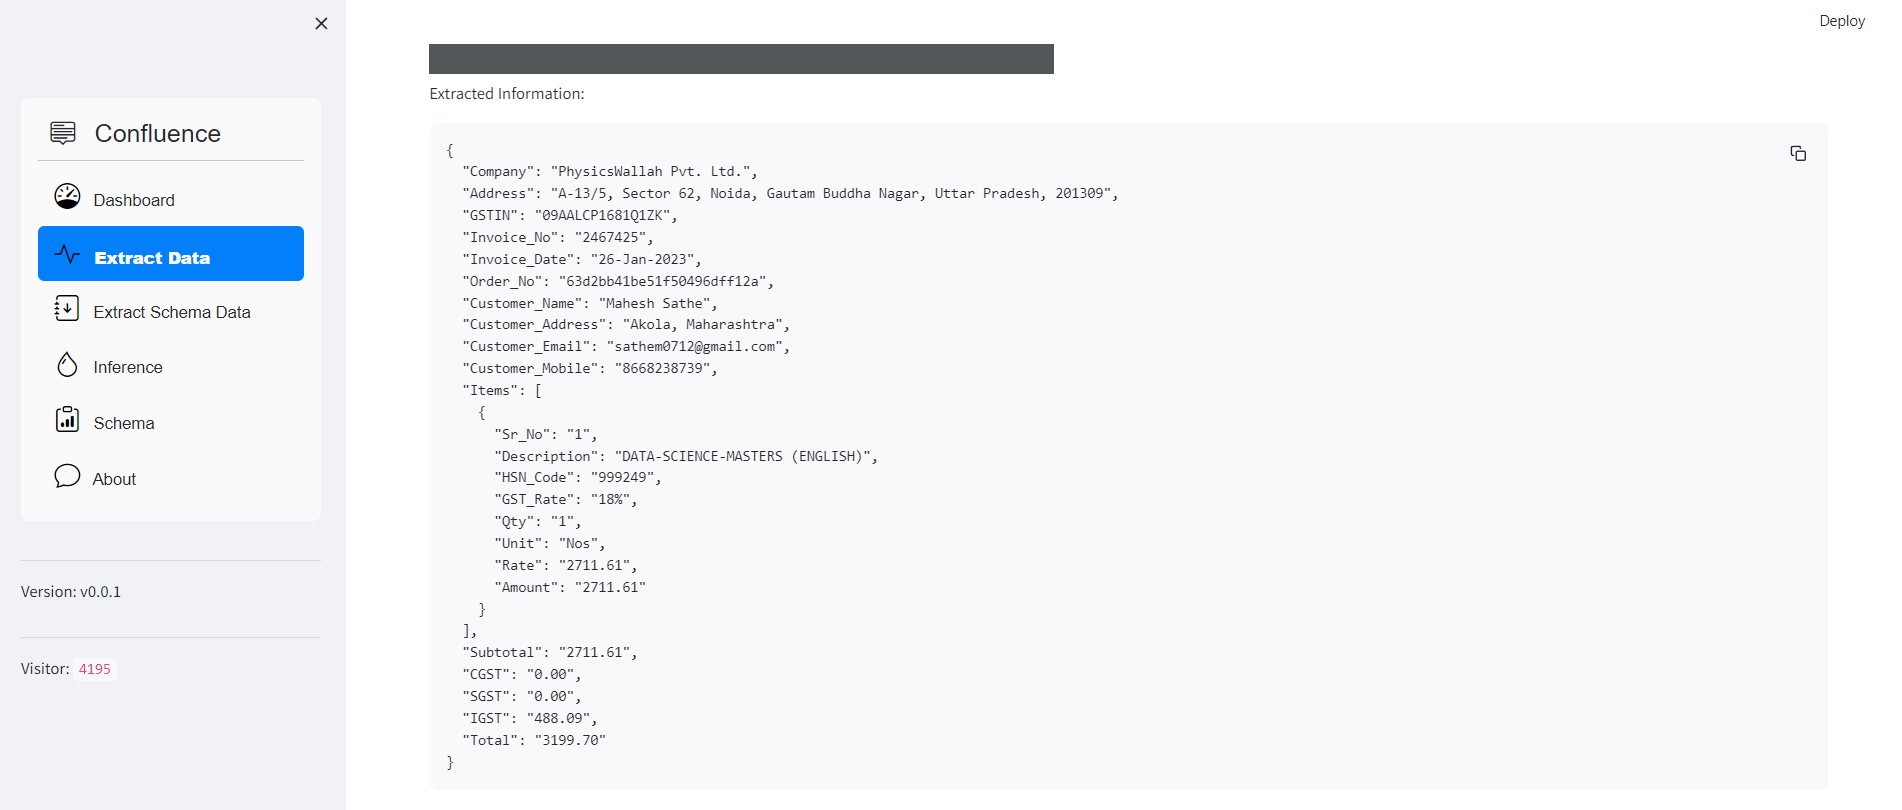 Deploy
Confluence
Dashboard
Extract Data
Extract Schema Data
Inference
Schema
About
Version: v0.0.1
Visitor: 4195
Extracted Information:
{
  "Company": "PhysicsWallah Pvt. Ltd.",
  "Address": "A-13/5, Sector 62, Noida, Gautam Buddha Nagar, Uttar Pradesh, 201309",
  "GSTIN": "09AALCP1681Q1ZK",
  "Invoice_No": "2467425",
  "Invoice_Date": "26-Jan-2023",
  "Order_No": "63d2bb41be51f50496dff12a",
  "Customer_Name": "Mahesh Sathe",
  "Customer_Address": "Akola, Maharashtra",
  "Customer_Email": "sathem0712@gmail.com",
  "Customer_Mobile": "8668238739",
  "Items": [
    {
      "Sr_No": "1",
      "Description": "DATA-SCIENCE-MASTERS (ENGLISH)",
      "HSN_Code": "999249",
      "GST_Rate": "18%",
      "Qty": "1",
      "Unit": "Nos",
      "Rate": "2711.61",
      "Amount": "2711.61"
    }
  ],
  "Subtotal": "2711.61",
  "CGST": "0.00",
  "SGST": "0.00",
  "IGST": "488.09",
  "Total": "3199.70"
}